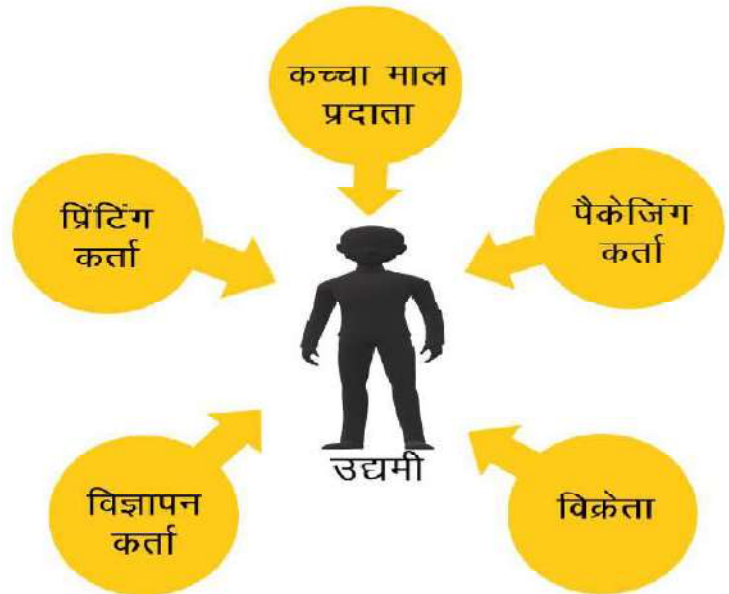 कच्चा माल
प्रदाता
प्रिंटिंग
कर्ता
पैकेजिंग
कर्ता
उद्यमी
विज्ञापन
कर्ता
विक्रेता